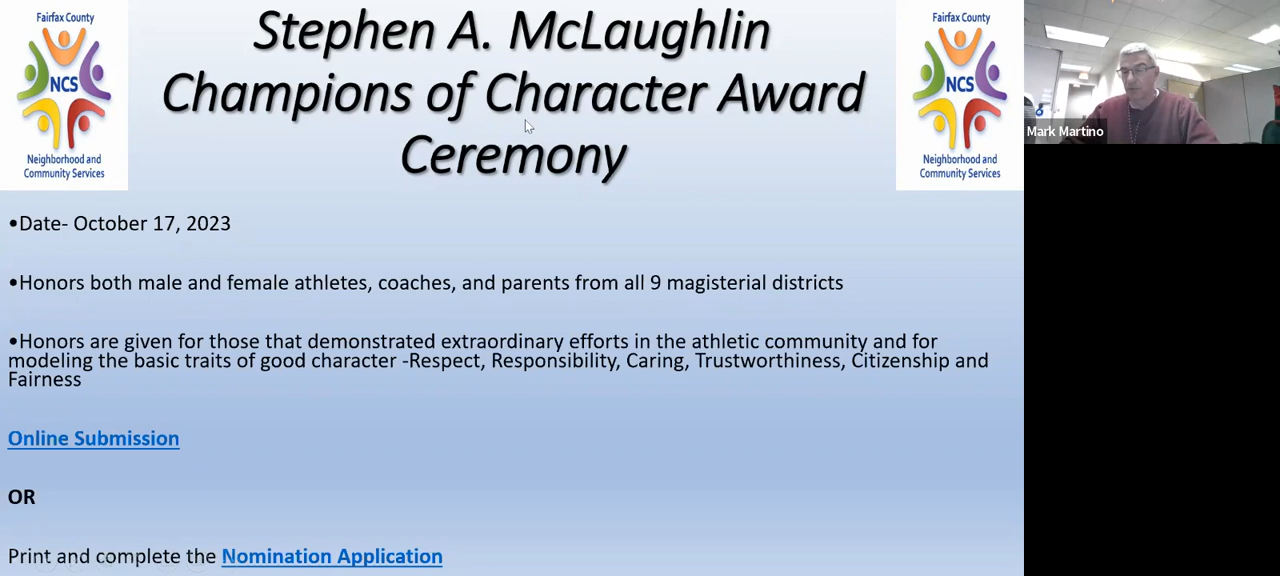 Fairfax County
NCS
Neighborhood and
Community Services
Stephen A. McLaughlin
Champions of Character Award
Ceremony
Fairfax County
NCS
Neighborhood and
Community Services
Mark Martino
•Date- October 17, 2023
•Honors both male and female athletes, coaches, and parents from all 9 magisterial districts
•Honors are given for those that demonstrated extraordinary efforts in the athletic community and for
modeling the basic traits of good character -Respect, Responsibility, Caring, Trustworthiness, Citizenship and
Fairness
Online Submission
OR
Print and complete the Nomination Application